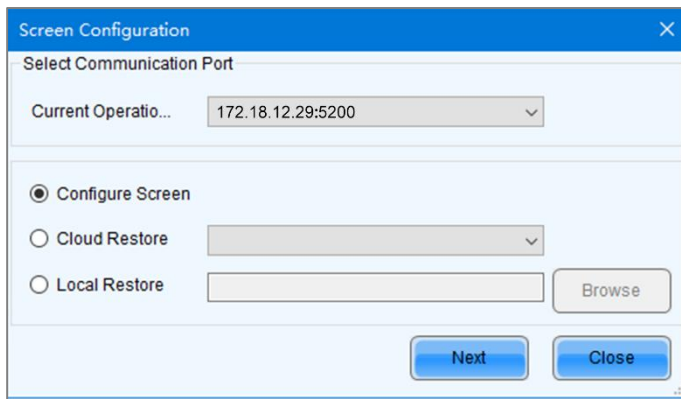 Screen Configuration
Select Communication Port
Current Operatio... 172.18.12.29:5200
Configure Screen
Cloud Restore
Local Restore Browse
Next Close